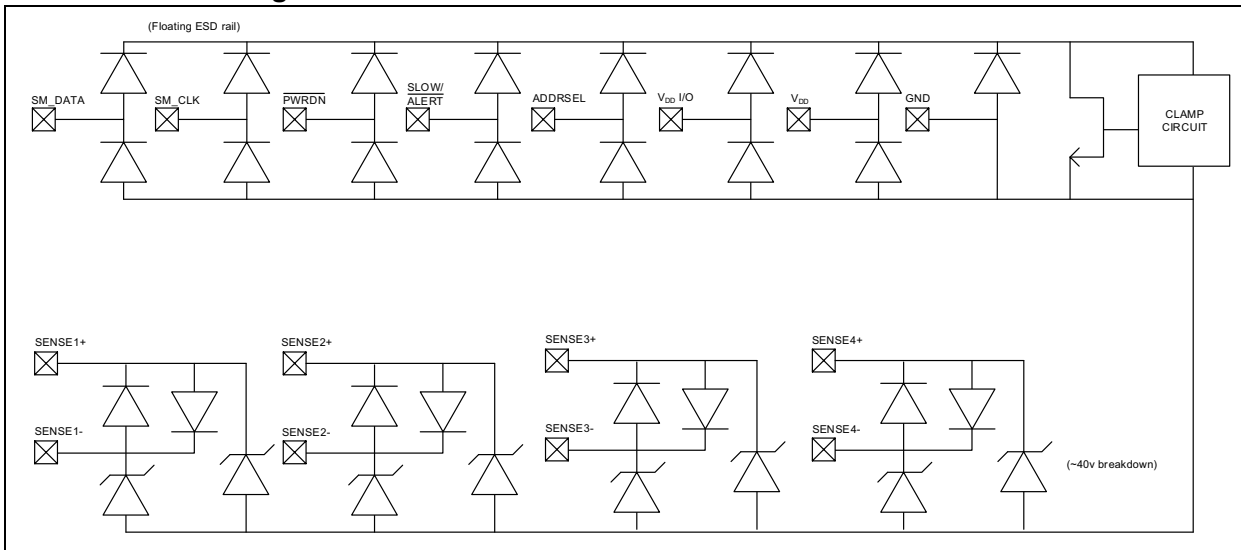 (Floating ESD rail)
SM_DATA
SM_CLK
PWRDN
SLOW/
ALERT
ADDRSEL
VDD I/O
VDD
GND
CLAMP
CIRCUIT
SENSE1+
SENSE2+
SENSE3+
SENSE4+
SENSE1-
SENSE2-
SENSE3-
SENSE4-
(~40v breakdown)